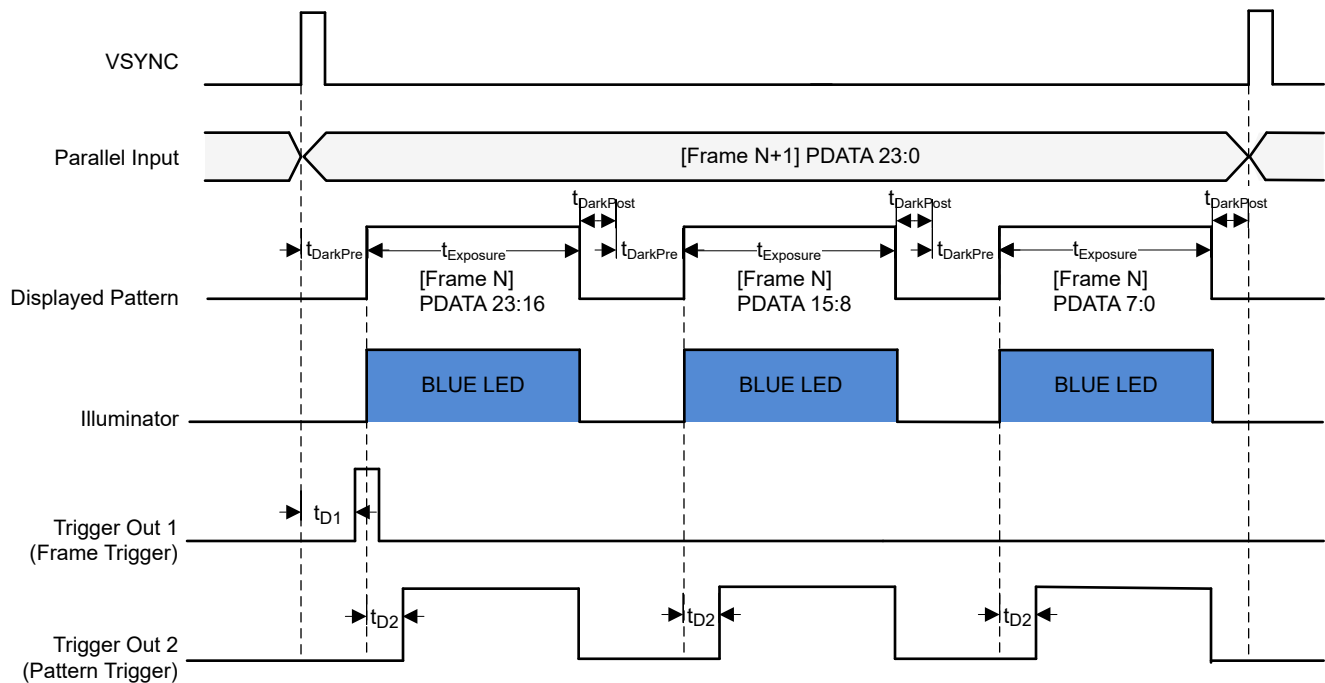 VSYNC
Parallel Input
[Frame N+1] PDATA 23:0
tDarkPost
tDarkPost
tDarkPost
tDarkPre
tExposure
tDarkPre
tExposure
tDarkPre
tExposure
Displayed Pattern
[Frame N]
PDATA 23:16
[Frame N]
PDATA 15:8
[Frame N]
PDATA 7:0
Illuminator
BLUE LED
BLUE LED
BLUE LED
tD1
Trigger Out 1
(Frame Trigger)
tD2
tD2
tD2
Trigger Out 2
(Pattern Trigger)